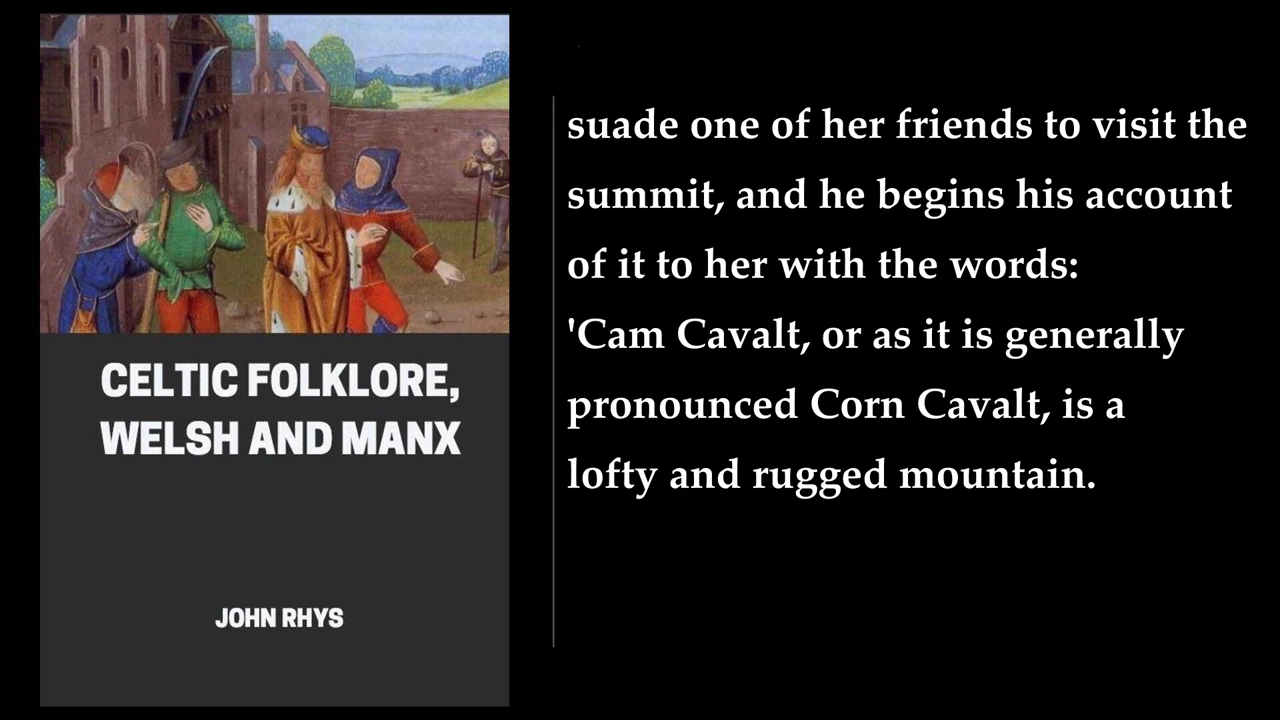 CELTIC FOLKLORE,
WELSH AND MANX
JOHN RHYS
suade one of her friends to visit the
summit, and he begins his account
of it to her with the words:
'Cam Cavalt, or as it is generally
pronounced Corn Cavalt, is a
lofty and rugged mountain.